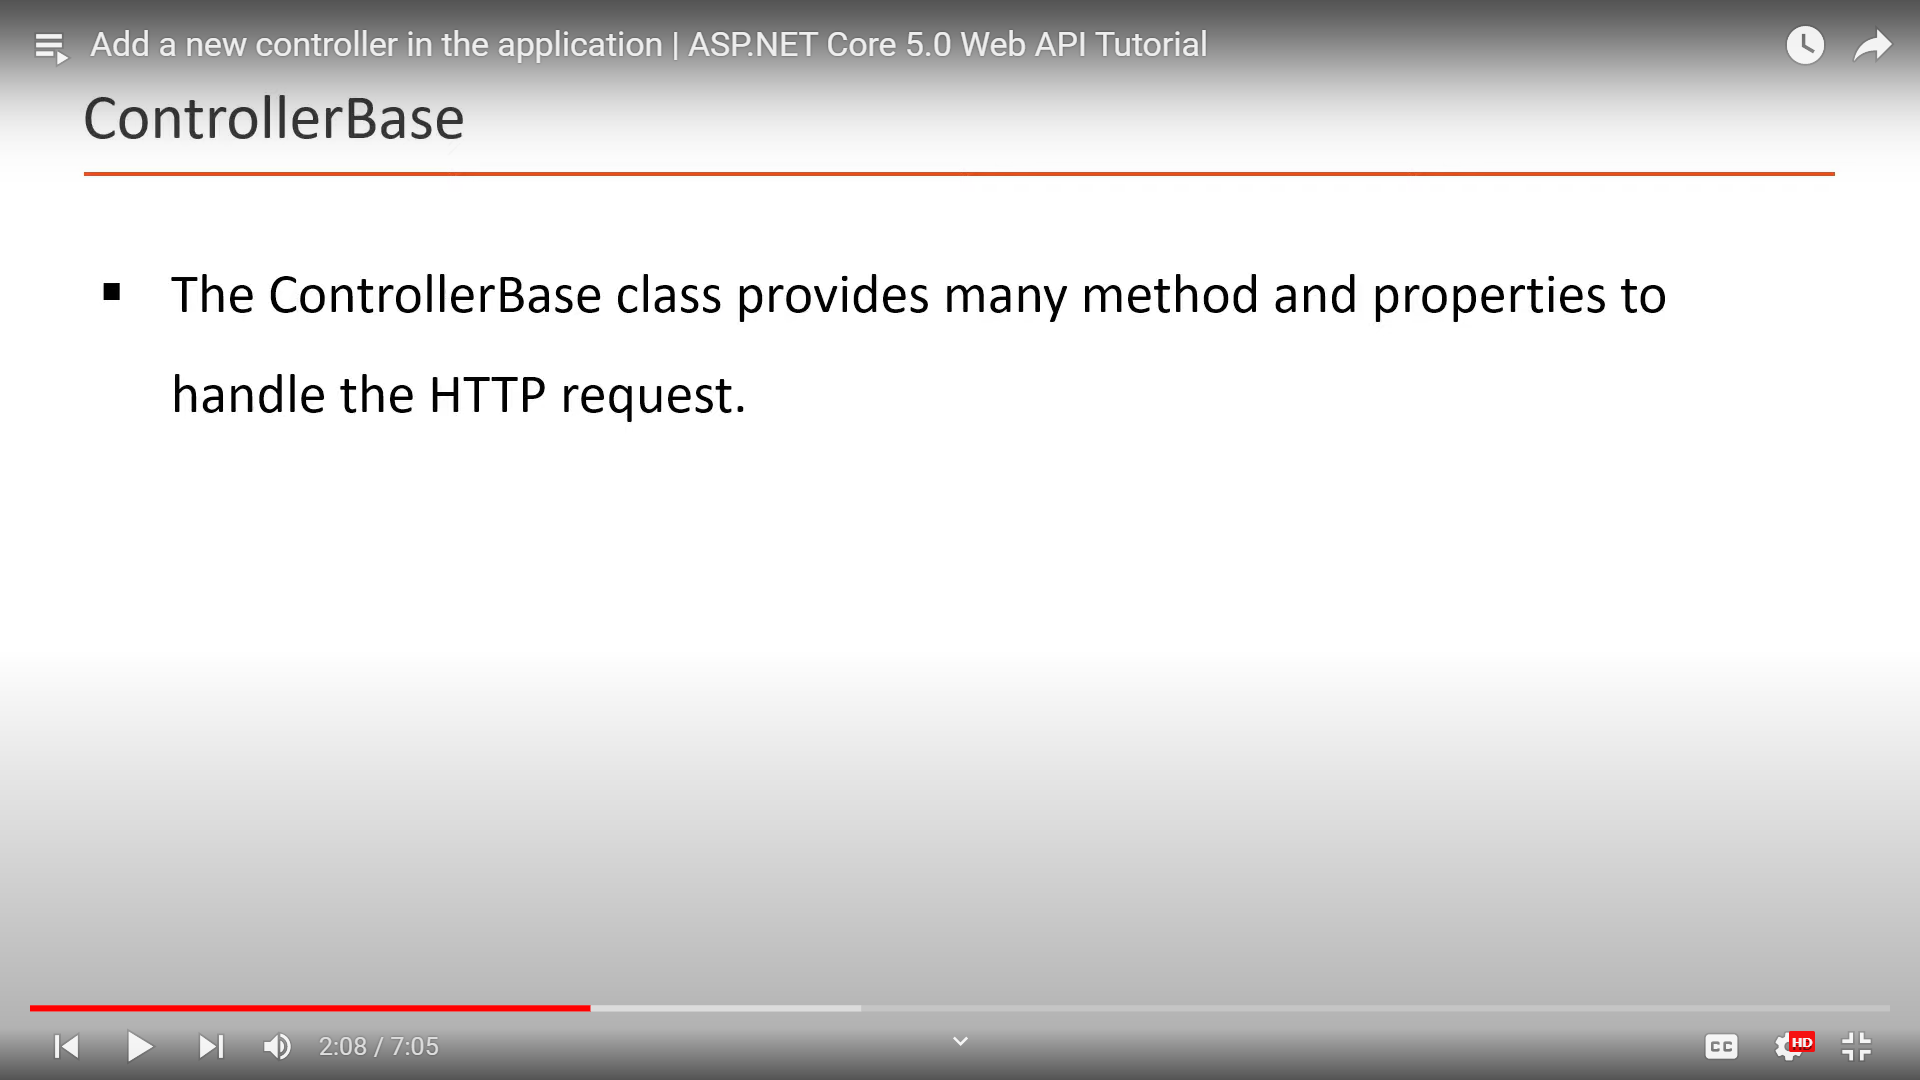 Add a new controller in the application | ASP.NET Core 5.0 Web API Tutorial
ControllerBase
▪ The ControllerBase class provides many method and properties to
handle the HTTP request.
2:08 / 7:05
CC
HD